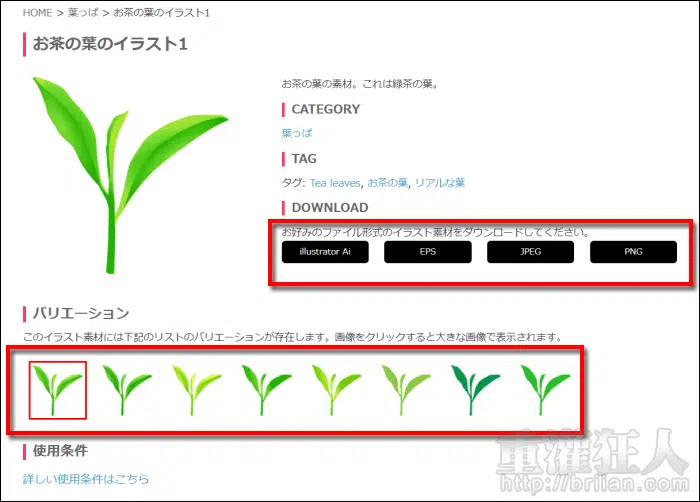 HOME > 葉っぱ > お茶の葉のイラスト1
お茶の葉のイラスト1
お茶の葉の素材。これは緑茶の葉。
CATEGORY
葉っぱ
TAG
タグ: Tea leaves, お茶の葉, リアルな葉
DOWNLOAD
お好みのファイル形式のイラスト素材をダウンロードしてください。
illustrator Ai EPS JPEG PNG
バリエーション
このイラスト素材には下記のリストのバリエーションが存在します。画像をクリックすると大きな画像で表示されます。
使用条件
詳しい使用条件はこちら
重灌狂人
http://briian.com